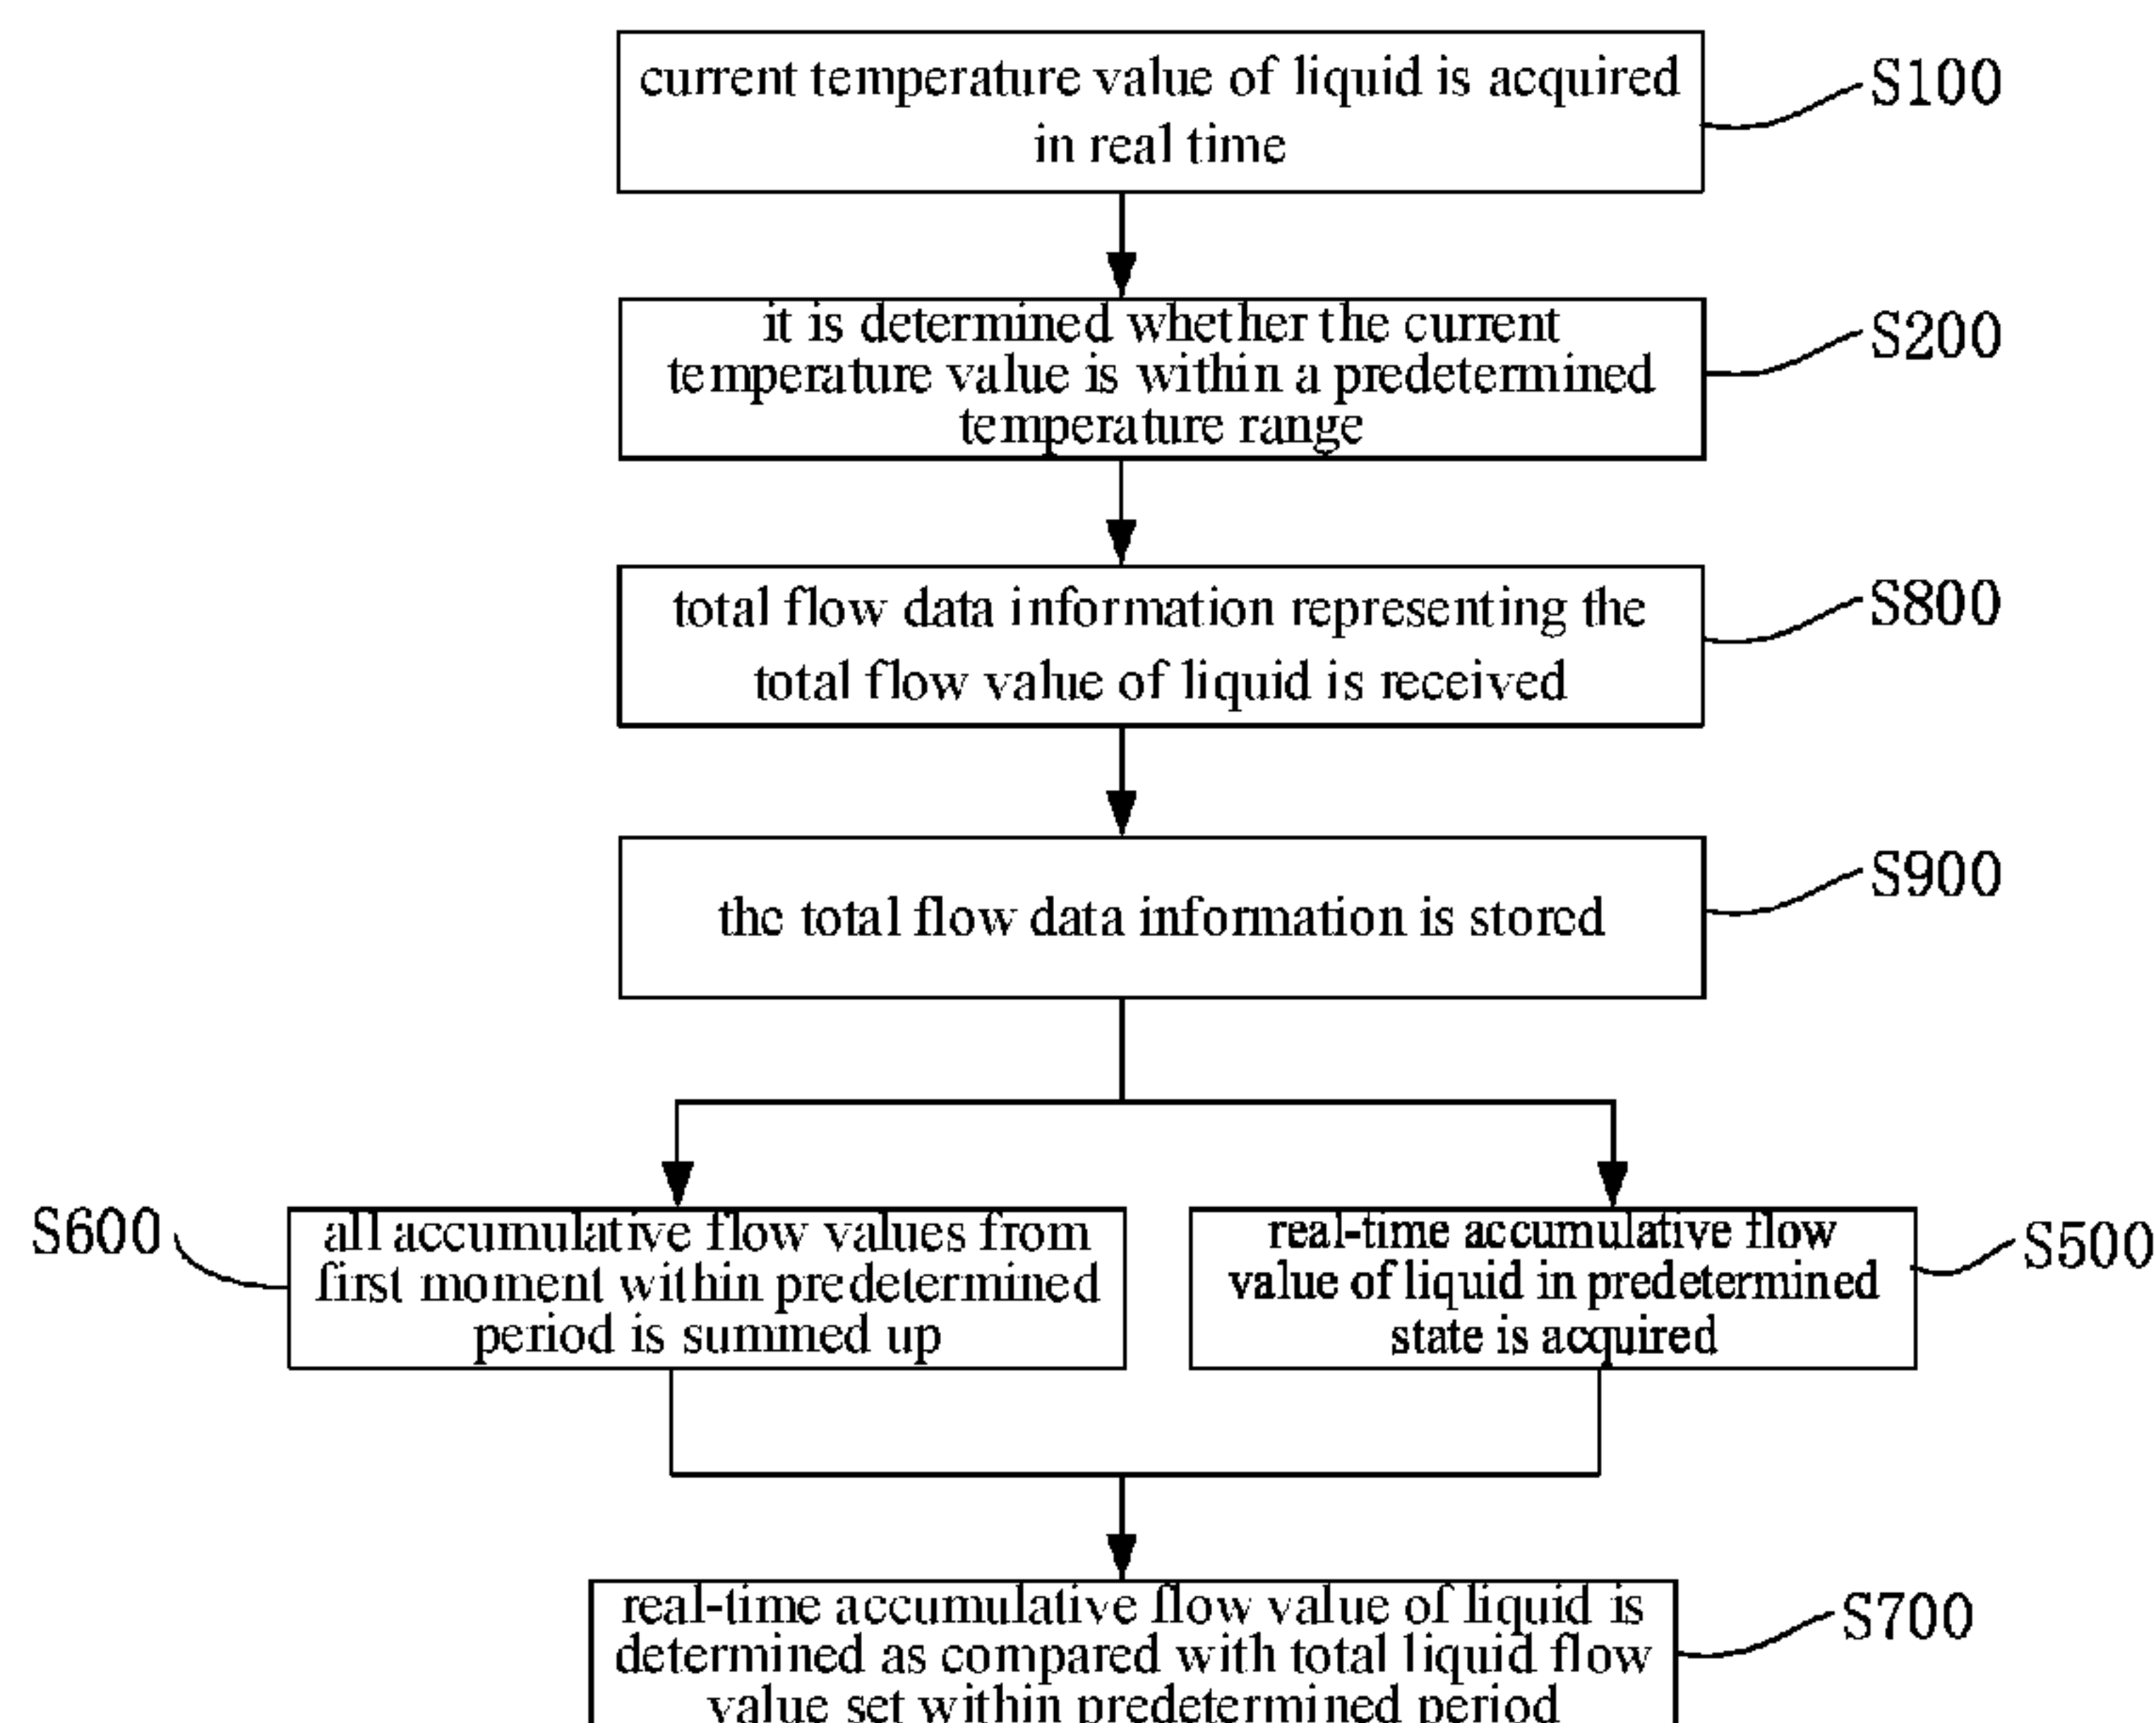 current temperature value of liquid is acquired
in real time
S100
it is determined whether the current
temperature value is within a predetermined
temperature range
S200
total flow data information representing the
total flow value of liquid is received
S800
the total flow data information is stored
S900
S600
all accumulative flow values from
first moment within predetermined
period is summed up
real-time accumulative flow
value of liquid in predetermined
state is acquired
S500
real-time accumulative flow value of liquid is
determined as compared with total liquid flow
value set within predetermined period
S700